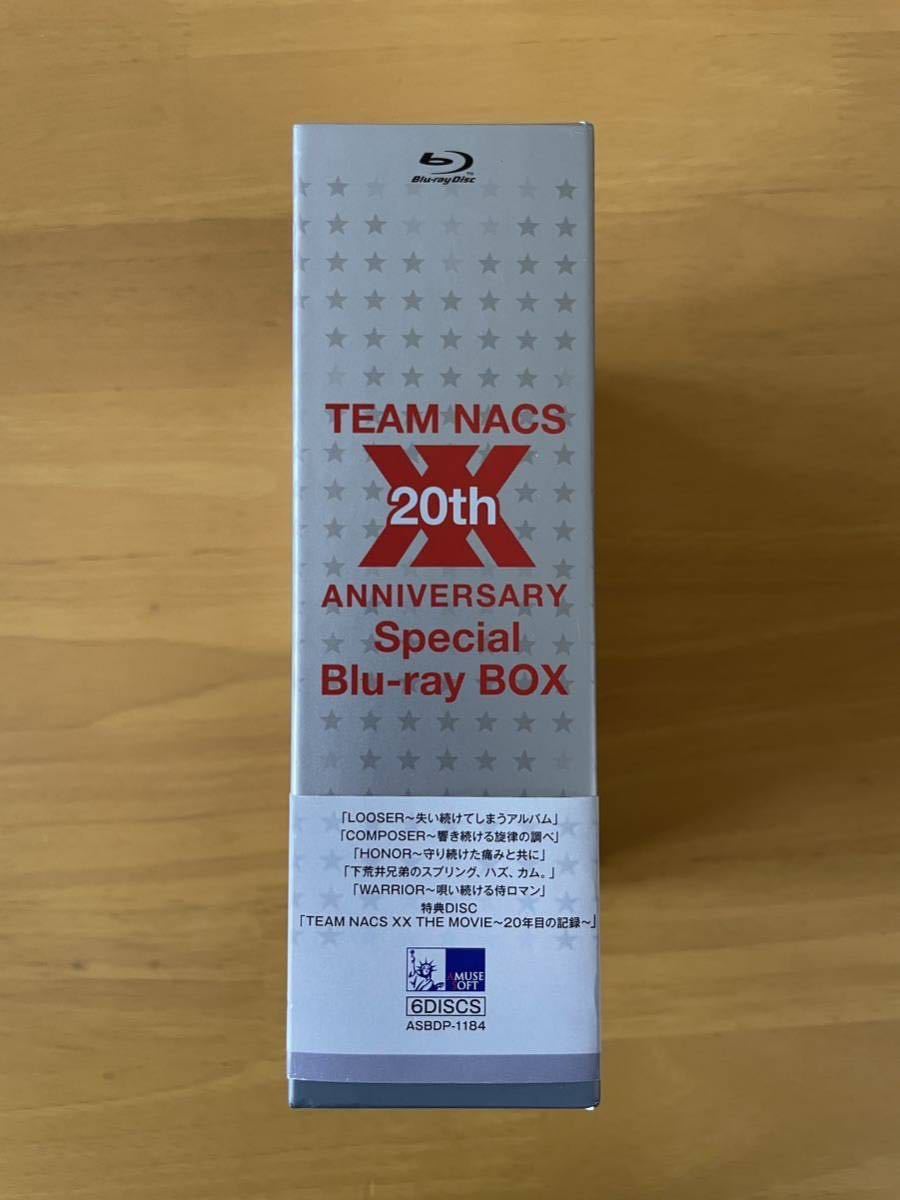 Blu-ray Disc™
TEAM NACS
XX
20th
ANNIVERSARY
Special
Blu-ray BOX
「LOOSER〜失い続けてしまうアルバム」
「COMPOSER〜響き続ける旋律の調べ」
「HONOR〜守り続けた痛みと共に」
「下荒井兄弟のスプリング、ハズ、カム。」
「WARRIOR〜唄い続ける侍ロマン」
特典DISC
「TEAM NACS XX THE MOVIE〜20年目の記録〜」
AMUSE
SOFT
6DISCS
ASBDP-1184